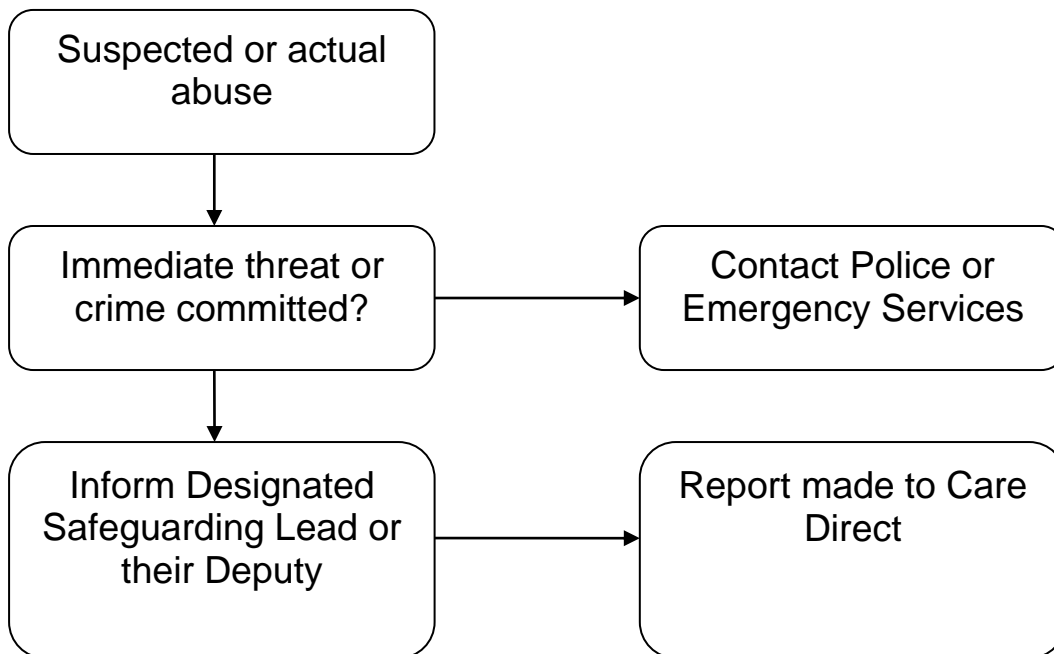 Suspected or actual
abuse
Immediate threat or
crime committed?
Contact Police or
Emergency Services
Inform Designated
Safeguarding Lead or
their Deputy
Report made to Care
Direct